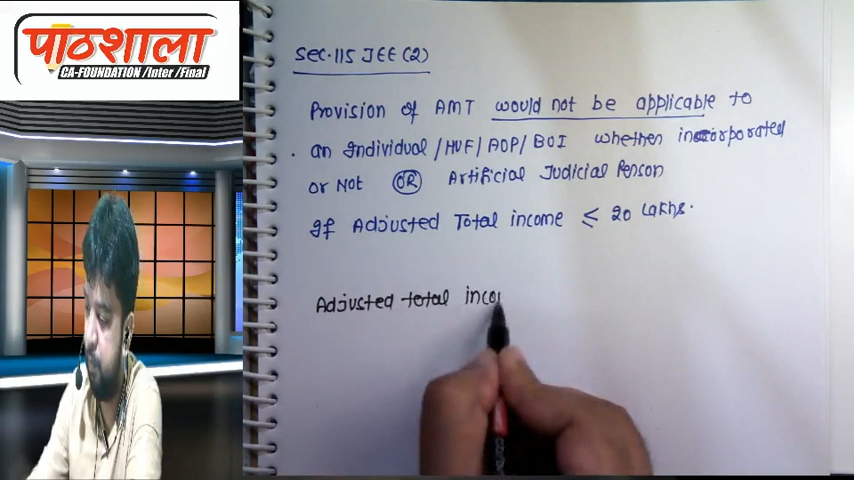 पाठशाला
CA-FOUNDATION /Inter /Final
Sec. 115 JEE (2)
Provision of AMT would not be applicable to
an Individual /HUF/ AOP/ BOI whether incorporated
or Not OR Artificial Judicial Person
If Adjusted Total income ≤ 20 Lakhs.
Adjusted total inco